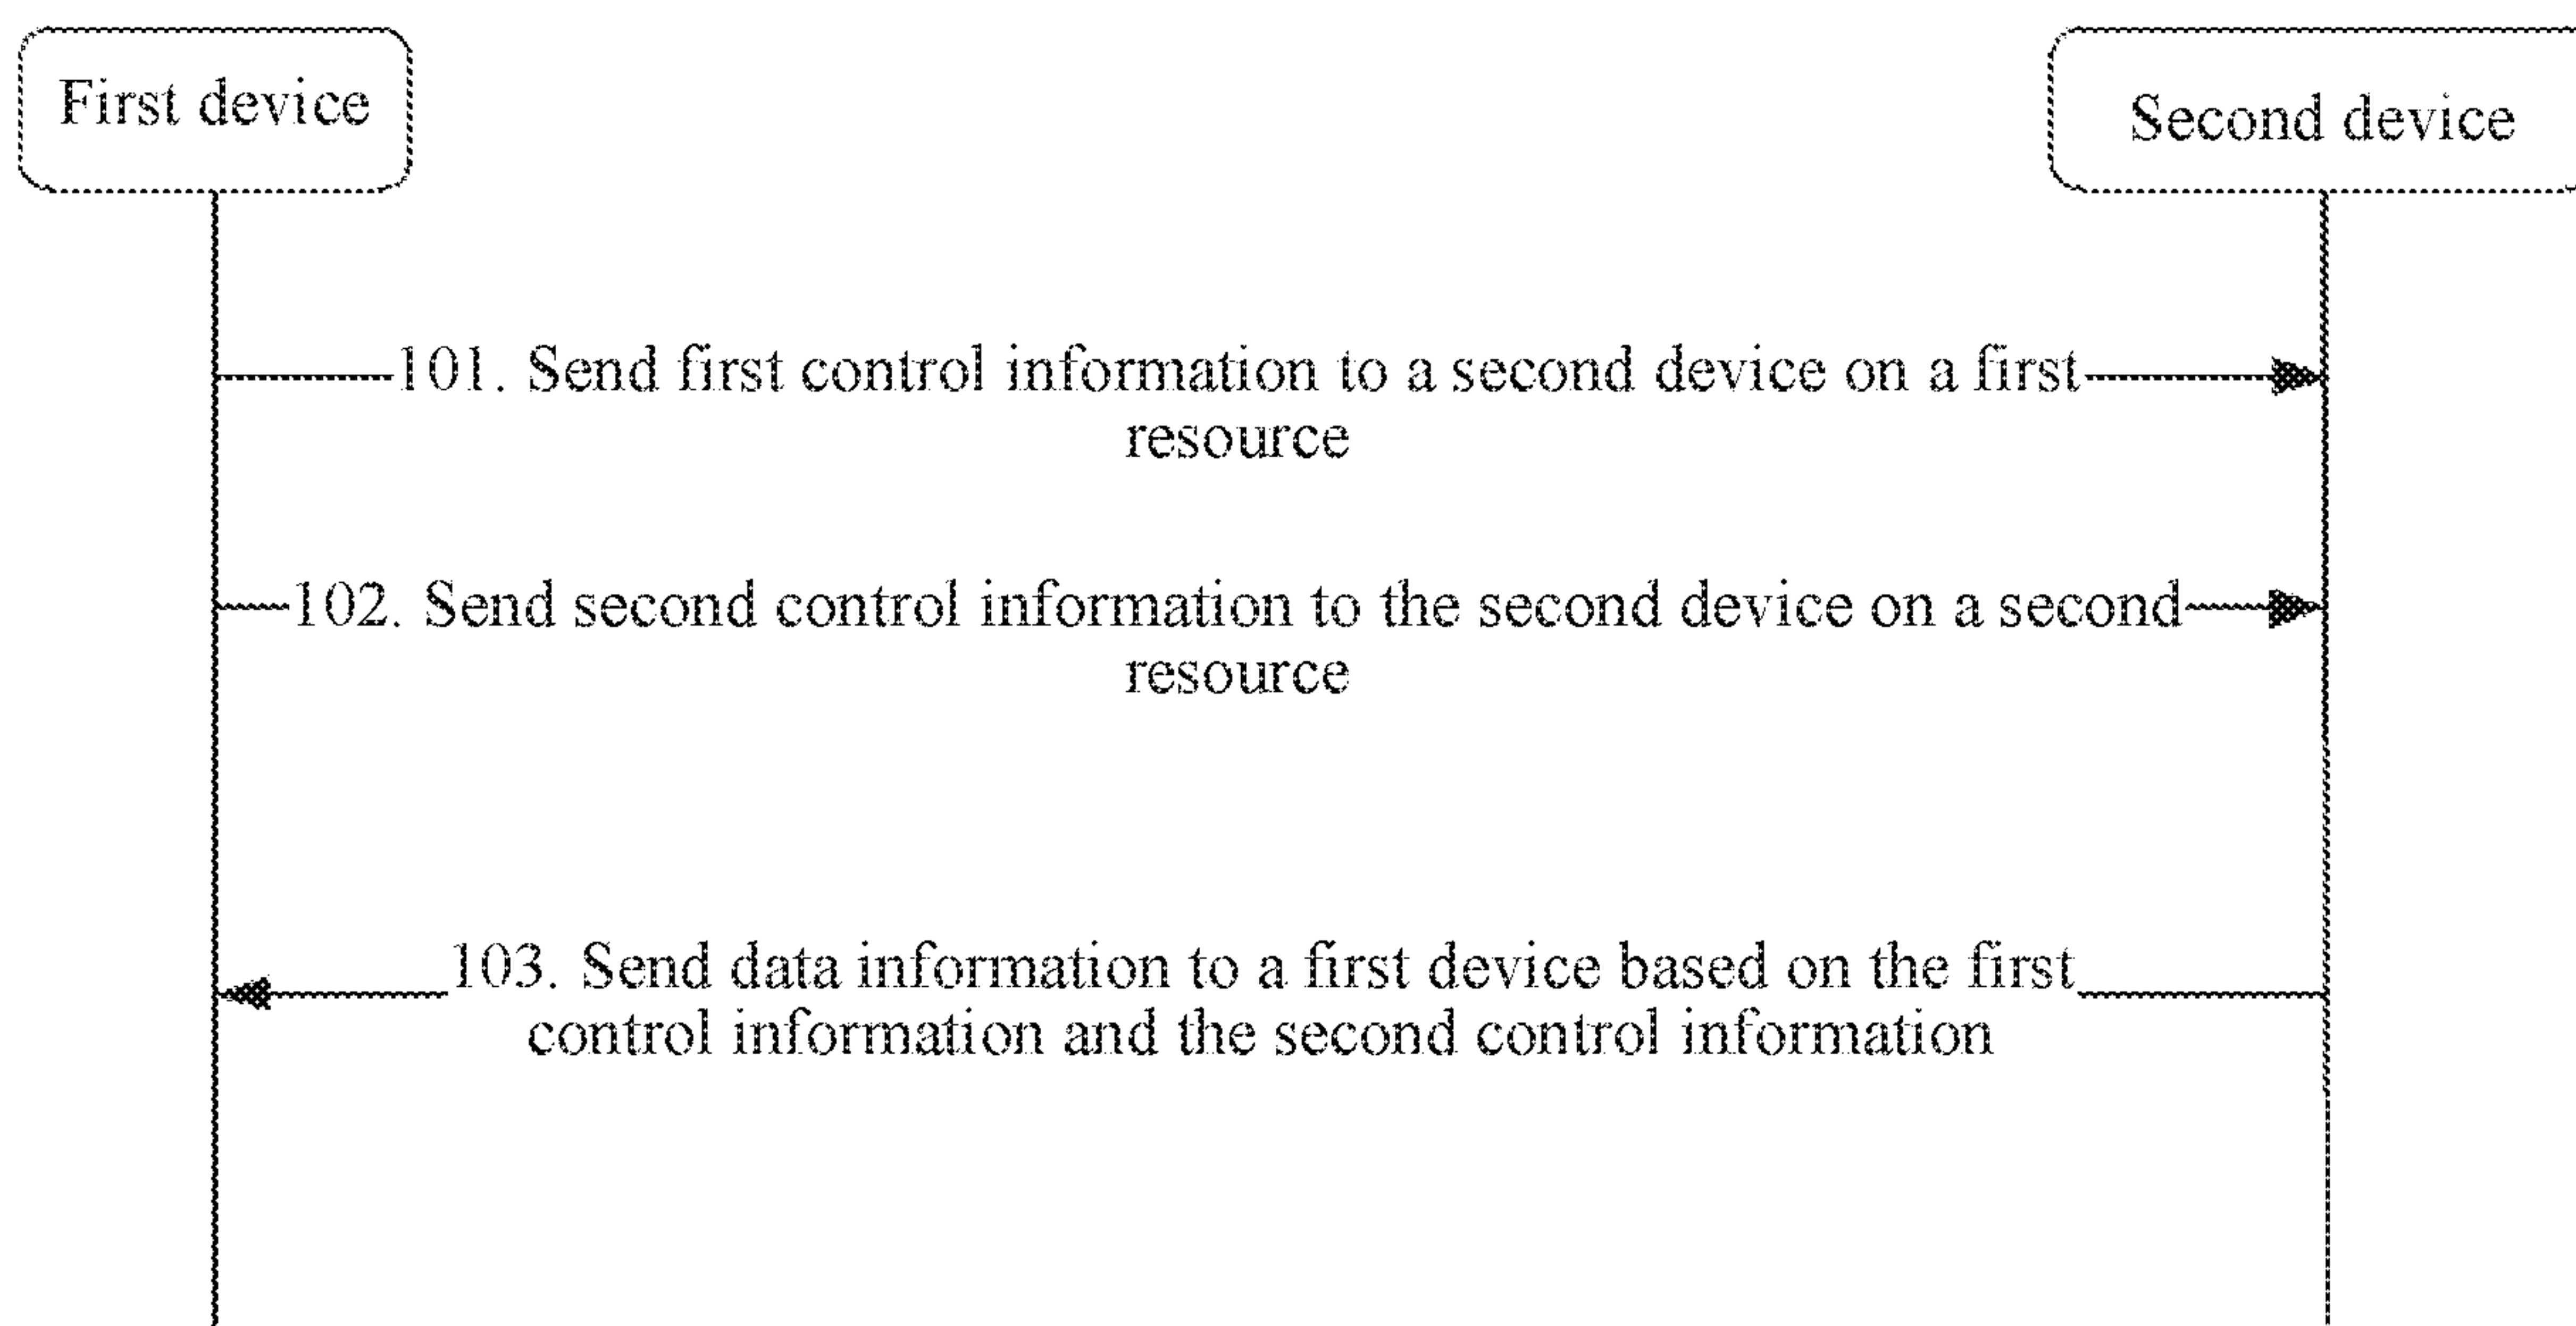 First device
Second device
101. Send first control information to a second device on a first
resource
102. Send second control information to the second device on a second
resource
103. Send data information to a first device based on the first
control information and the second control information